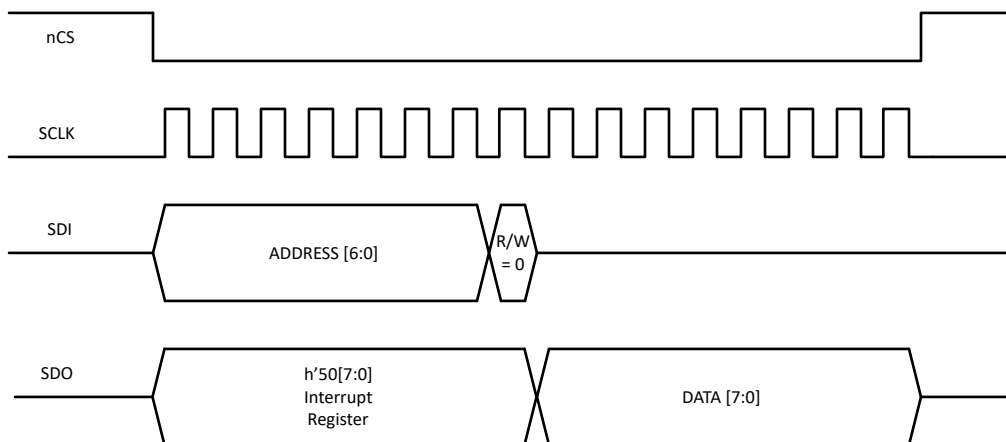 nCS
SCLK
SDI
ADDRESS [6:0]
R/W
= 0
SDO
h'50[7:0]
Interrupt
Register
DATA [7:0]